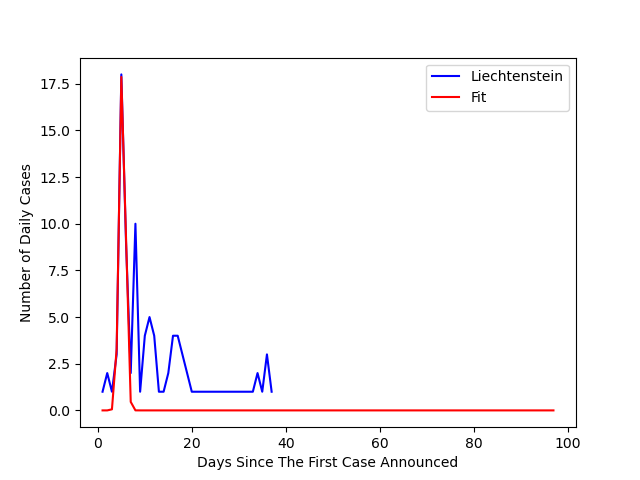 Liechtenstein
Fit
17.5
15.0
12.5
10.0
7.5
5.0
2.5
0.0
Number of Daily Cases
0 20 40 60 80 100
Days Since The First Case Announced